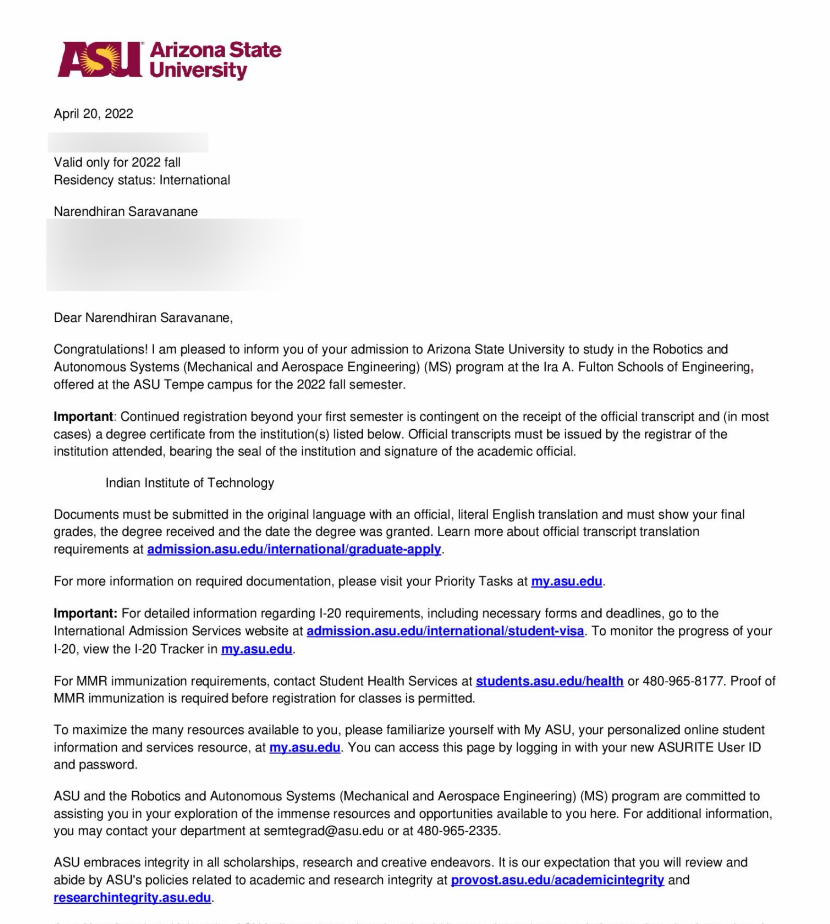 ASU Arizona State
University
April 20, 2022
Valid only for 2022 fall
Residency status: International
Narendhiran Saravanane
Dear Narendhiran Saravanane,
Congratulations! I am pleased to inform you of your admission to Arizona State University to study in the Robotics and
Autonomous Systems (Mechanical and Aerospace Engineering) (MS) program at the Ira A. Fulton Schools of Engineering,
offered at the ASU Tempe campus for the 2022 fall semester.
Important: Continued registration beyond your first semester is contingent on the receipt of the official transcript and (in most
cases) a degree certificate from the institution(s) listed below. Official transcripts must be issued by the registrar of the
institution attended, bearing the seal of the institution and signature of the academic official.
Indian Institute of Technology
Documents must be submitted in the original language with an official, literal English translation and must show your final
grades, the degree received and the date the degree was granted. Learn more about official transcript translation
requirements at admission.asu.edu/international/graduate-apply.
For more information on required documentation, please visit your Priority Tasks at my.asu.edu.
Important: For detailed information regarding I-20 requirements, including necessary forms and deadlines, go to the
International Admission Services website at admission.asu.edu/international/student-visa. To monitor the progress of your
I-20, view the I-20 Tracker in my.asu.edu.
For MMR immunization requirements, contact Student Health Services at students.asu.edu/health or 480-965-8177. Proof of
MMR immunization is required before registration for classes is permitted.
To maximize the many resources available to you, please familiarize yourself with My ASU, your personalized online student
information and services resource, at my.asu.edu. You can access this page by logging in with your new ASURITE User ID
and password.
ASU and the Robotics and Autonomous Systems (Mechanical and Aerospace Engineering) (MS) program are committed to
assisting you in your exploration of the immense resources and opportunities available to you here. For additional information,
you may contact your department at semtegrad@asu.edu or at 480-965-2335.
ASU embraces integrity in all scholarships, research and creative endeavors. It is our expectation that you will review and
abide by ASU's policies related to academic and research integrity at provost.asu.edu/academicintegrity and
researchintegrity.asu.edu.